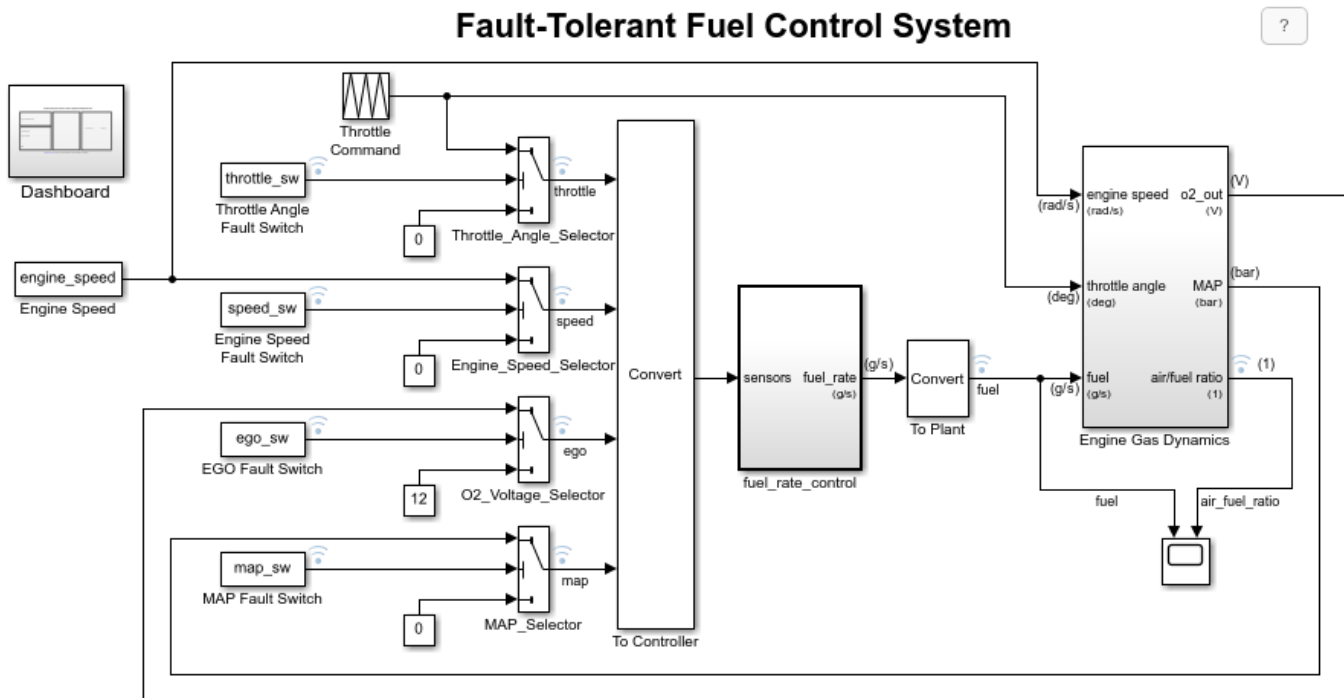 Fault-Tolerant Fuel Control System
?
Dashboard
Throttle
Command
throttle_sw
Throttle Angle
Fault Switch
0
throttle
Throttle_Angle_Selector
engine_speed
Engine Speed
speed_sw
Engine Speed
Fault Switch
0
speed
Engine_Speed_Selector
ego_sw
EGO Fault Switch
12
ego
O2_Voltage_Selector
map_sw
MAP Fault Switch
0
map
MAP_Selector
Convert
To Controller
sensors
fuel_rate
(g/s)
fuel_rate_control
(g/s)
Convert
To Plant
fuel
(rad/s)
(deg)
(g/s)
engine speed
(rad/s)
o2_out
(V)
throttle angle
(deg)
MAP
(bar)
fuel
(g/s)
air/fuel ratio
(1)
Engine Gas Dynamics
(V)
(bar)
(1)
fuel
air_fuel_ratio